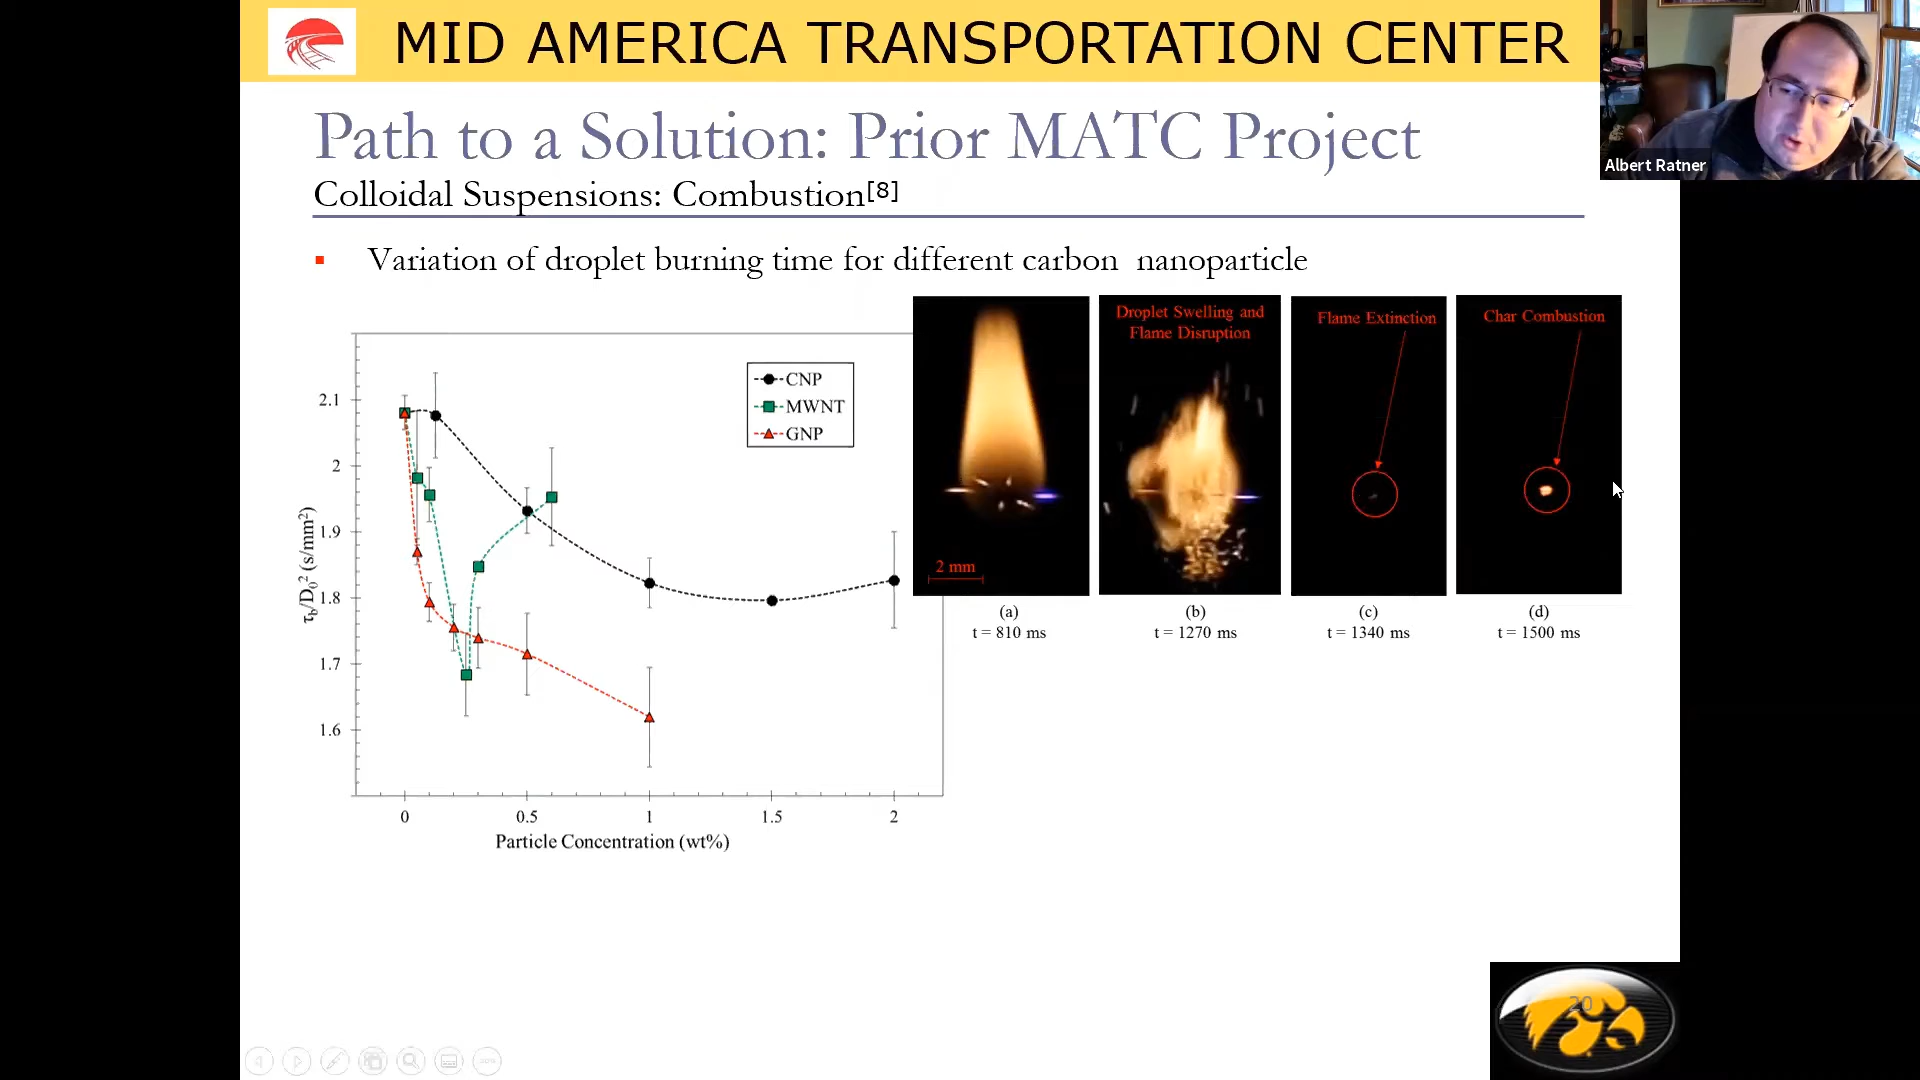 MID AMERICA TRANSPORTATION CENTER
Albert Ratner
Path to a Solution: Prior MATC Project
Colloidal Suspensions: Combustion[8]
Variation of droplet burning time for different carbon nanoparticle
CNP
MWNT
GNP
2.1
2
1.9
1.8
1.7
1.6
τb/D0² (s/mm²)
0 0.5 1 1.5 2
Particle Concentration (wt%)
2 mm
(a)
t = 810 ms
Droplet Swelling and
Flame Disruption
(b)
t = 1270 ms
Flame Extinction
(c)
t = 1340 ms
Char Combustion
(d)
t = 1500 ms
20